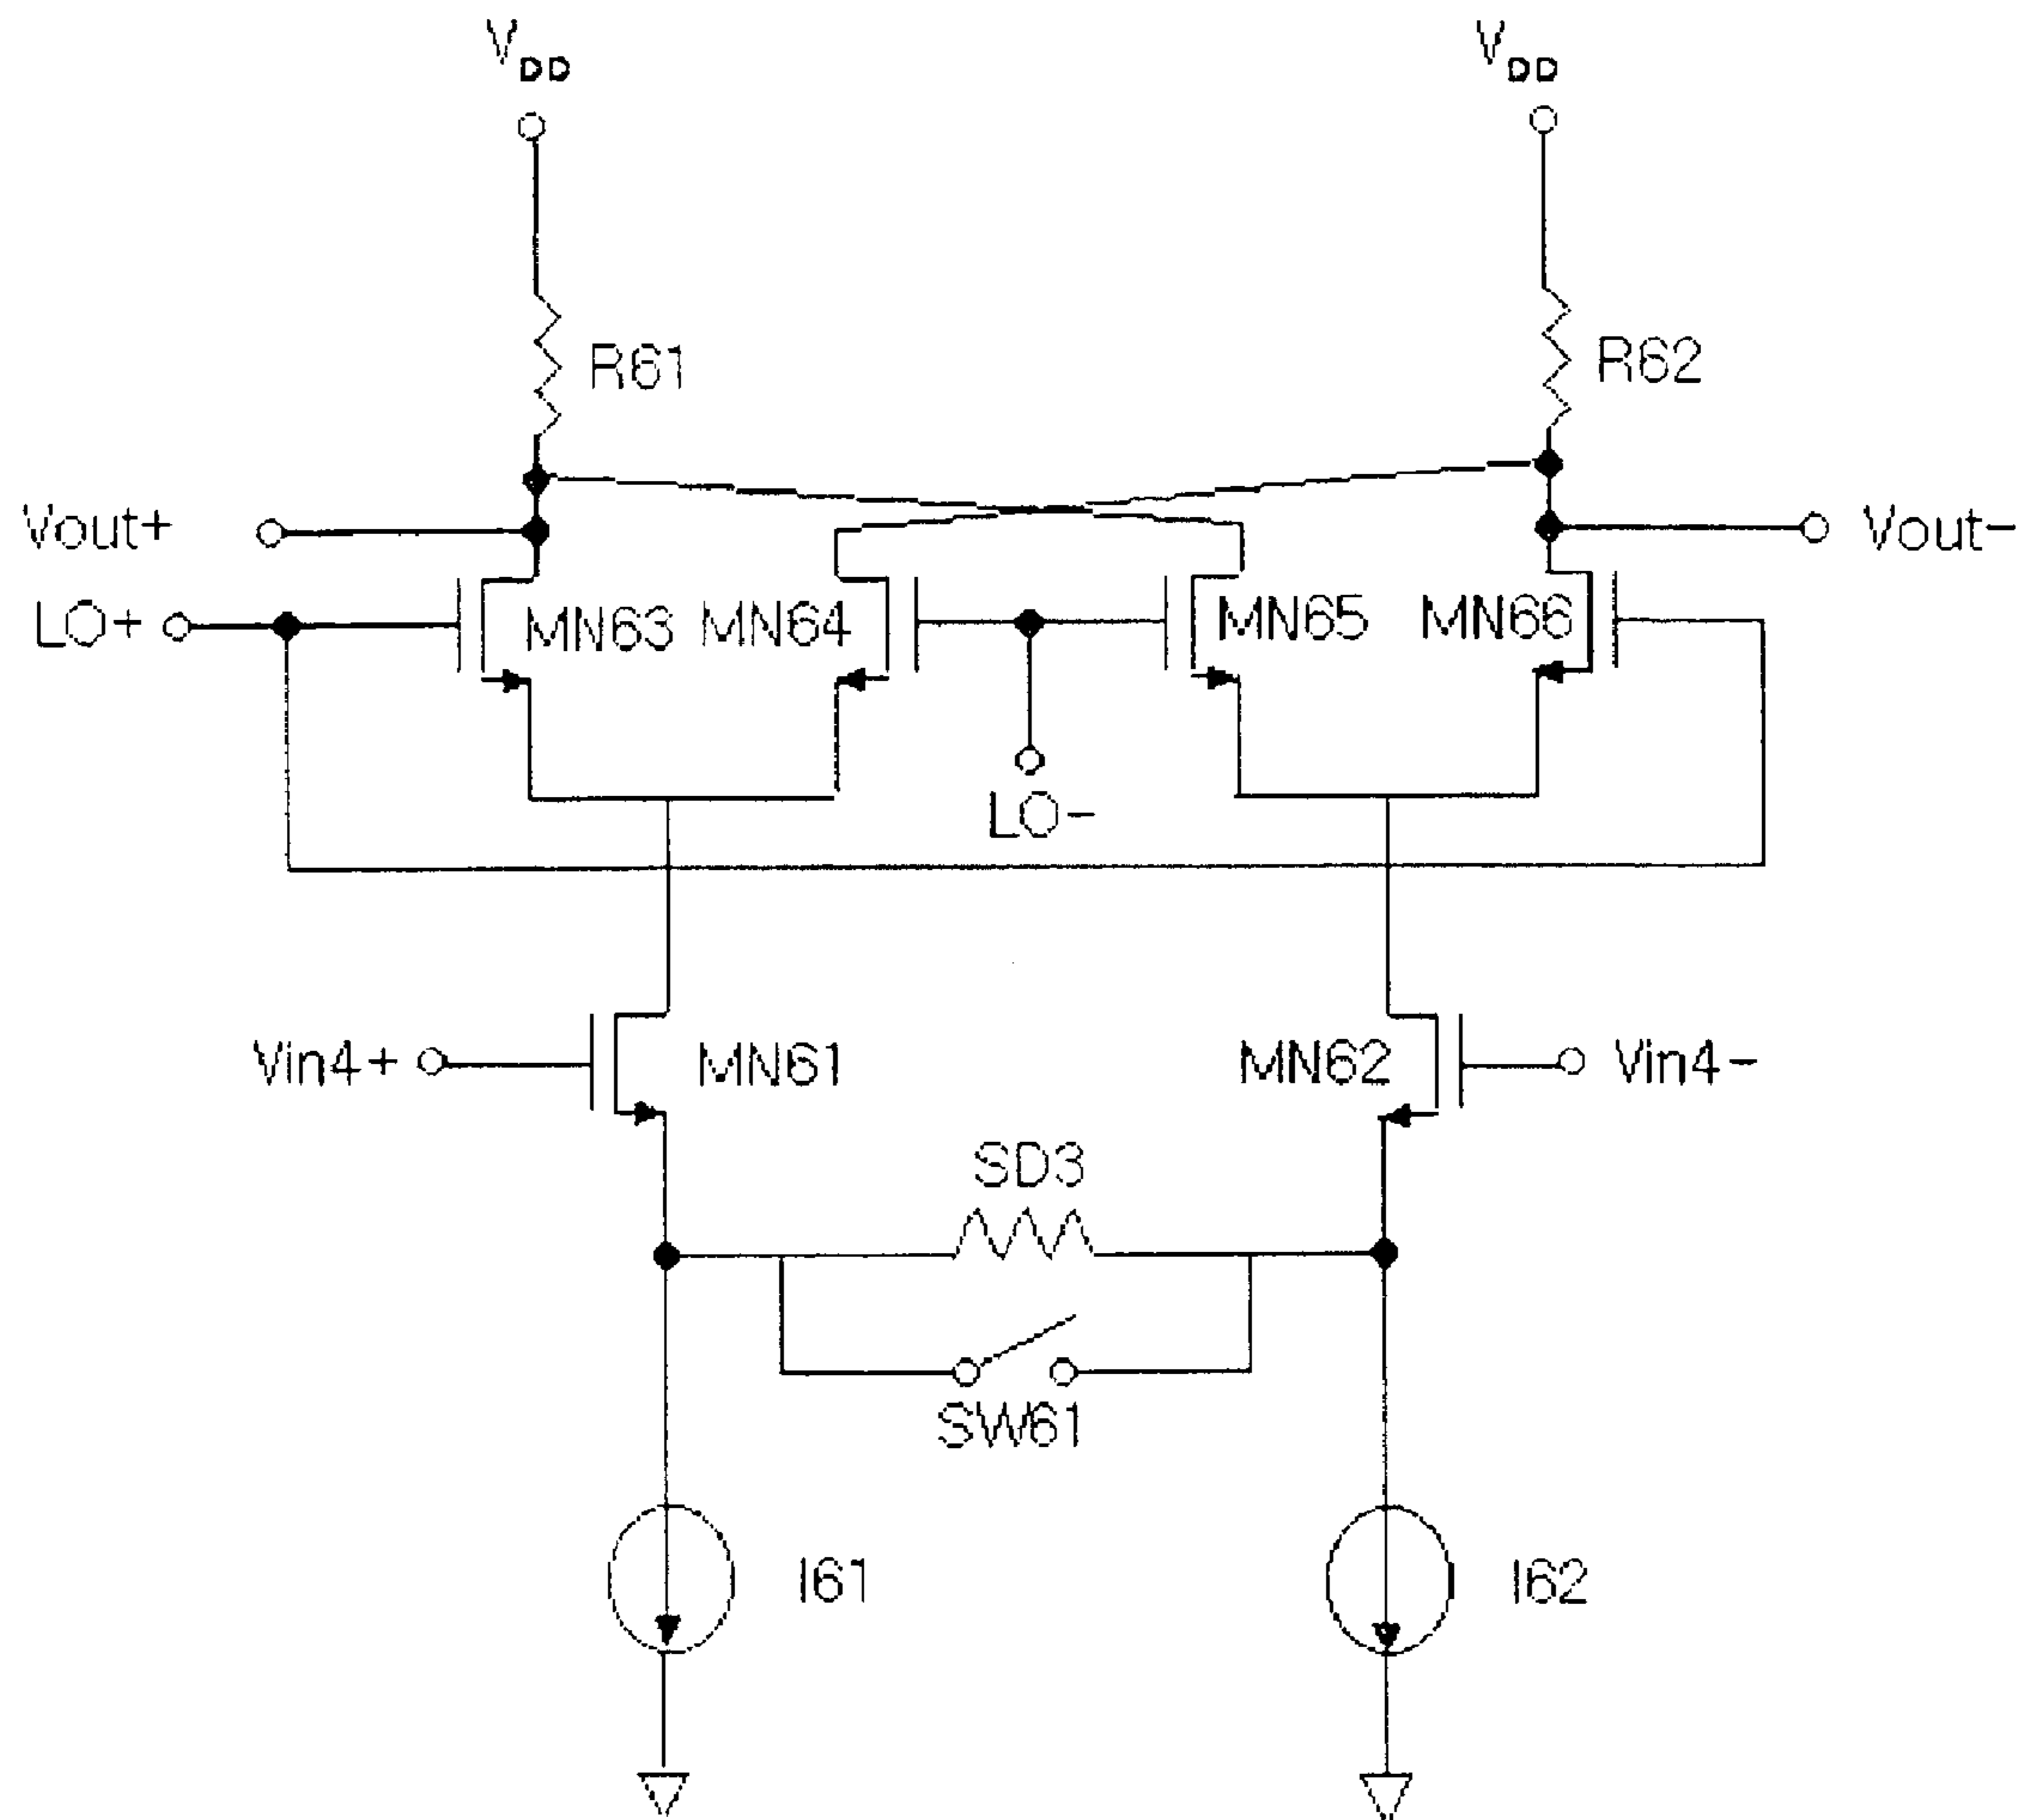 VDD
VDD
R61
R62
Vout+
Vout-
LO+
MN63
MN64
MN65
MN66
LO-
Vin4+
MN61
MN62
Vin4-
SD3
SW61
I61
I62